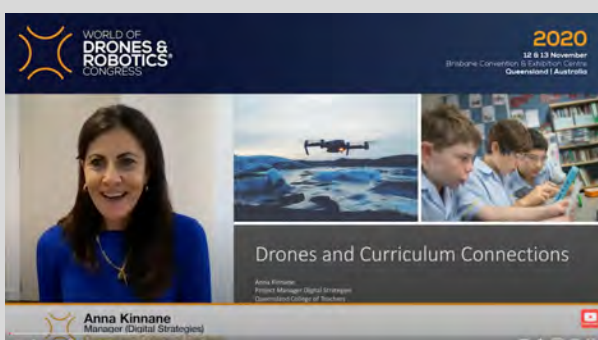 WORLD OF
DRONES &
ROBOTICS®
CONGRESS
2020
12 & 13 November
Brisbane Convention & Exhibition Centre
Queensland | Australia
Drones and Curriculum Connections
Anna Kinnane
Project Manager Digital Strategies
Queensland College of Teachers
Anna Kinnane
Manager (Digital Strategies)